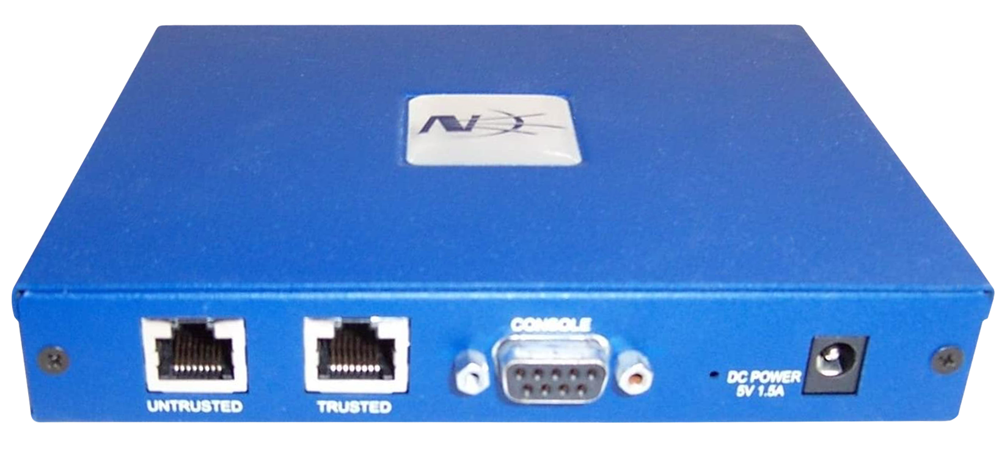 UNTRUSTED
TRUSTED
CONSOLE
DC POWER
5V 1.5A